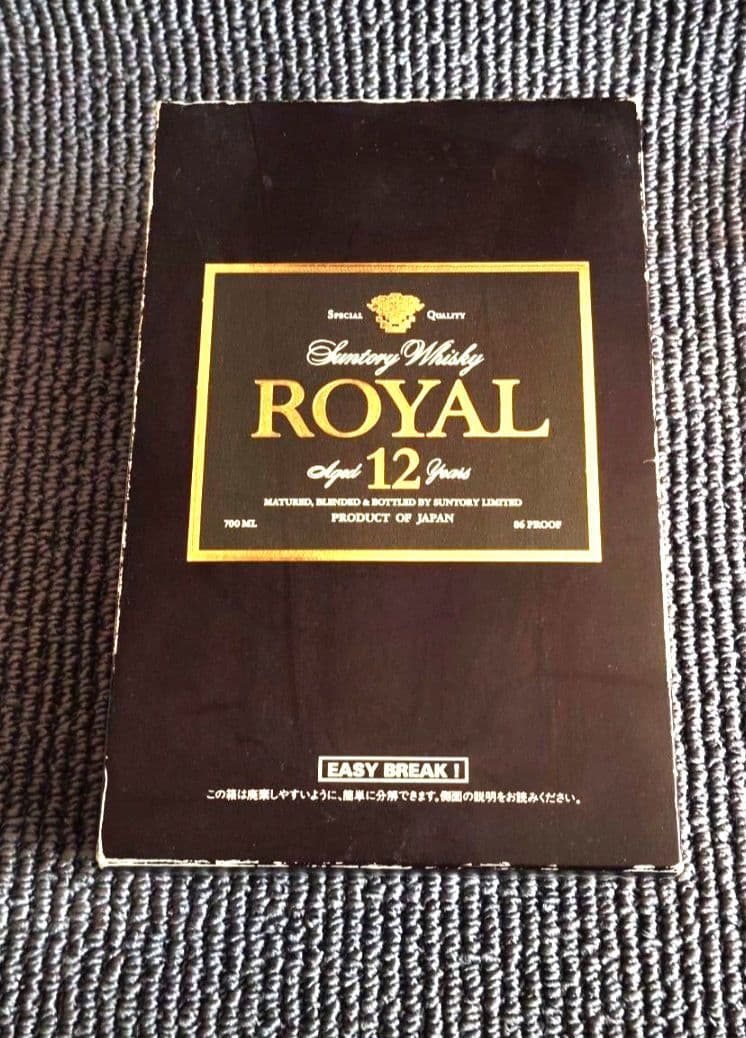 SPECIAL QUALITY
Suntory Whisky
ROYAL
Aged 12 Years
MATURED, BLENDED & BOTTLED BY SUNTORY LIMITED
700 ML PRODUCT OF JAPAN 86 PROOF
EASY BREAK!
この箱は廃棄しやすいように、簡単に分解できます。側面の説明をお読みください。